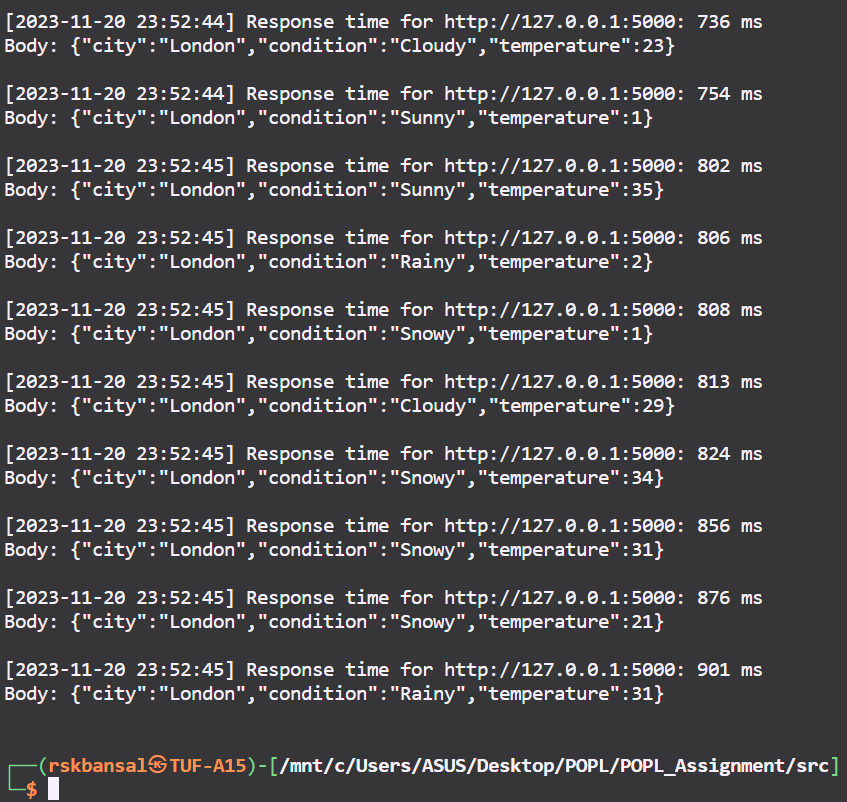 [2023-11-20 23:52:44] Response time for http://127.0.0.1:5000: 736 ms
Body: {"city":"London","condition":"Cloudy","temperature":23}
[2023-11-20 23:52:44] Response time for http://127.0.0.1:5000: 754 ms
Body: {"city":"London","condition":"Sunny","temperature":1}
[2023-11-20 23:52:45] Response time for http://127.0.0.1:5000: 802 ms
Body: {"city":"London","condition":"Sunny","temperature":35}
[2023-11-20 23:52:45] Response time for http://127.0.0.1:5000: 806 ms
Body: {"city":"London","condition":"Rainy","temperature":2}
[2023-11-20 23:52:45] Response time for http://127.0.0.1:5000: 808 ms
Body: {"city":"London","condition":"Snowy","temperature":1}
[2023-11-20 23:52:45] Response time for http://127.0.0.1:5000: 813 ms
Body: {"city":"London","condition":"Cloudy","temperature":29}
[2023-11-20 23:52:45] Response time for http://127.0.0.1:5000: 824 ms
Body: {"city":"London","condition":"Snowy","temperature":34}
[2023-11-20 23:52:45] Response time for http://127.0.0.1:5000: 856 ms
Body: {"city":"London","condition":"Snowy","temperature":31}
[2023-11-20 23:52:45] Response time for http://127.0.0.1:5000: 876 ms
Body: {"city":"London","condition":"Snowy","temperature":21}
[2023-11-20 23:52:45] Response time for http://127.0.0.1:5000: 901 ms
Body: {"city":"London","condition":"Rainy","temperature":31}
┌──(rskbansal㉿TUF-A15)-[/mnt/c/Users/ASUS/Desktop/POPL/POPL_Assignment/src]
└─$